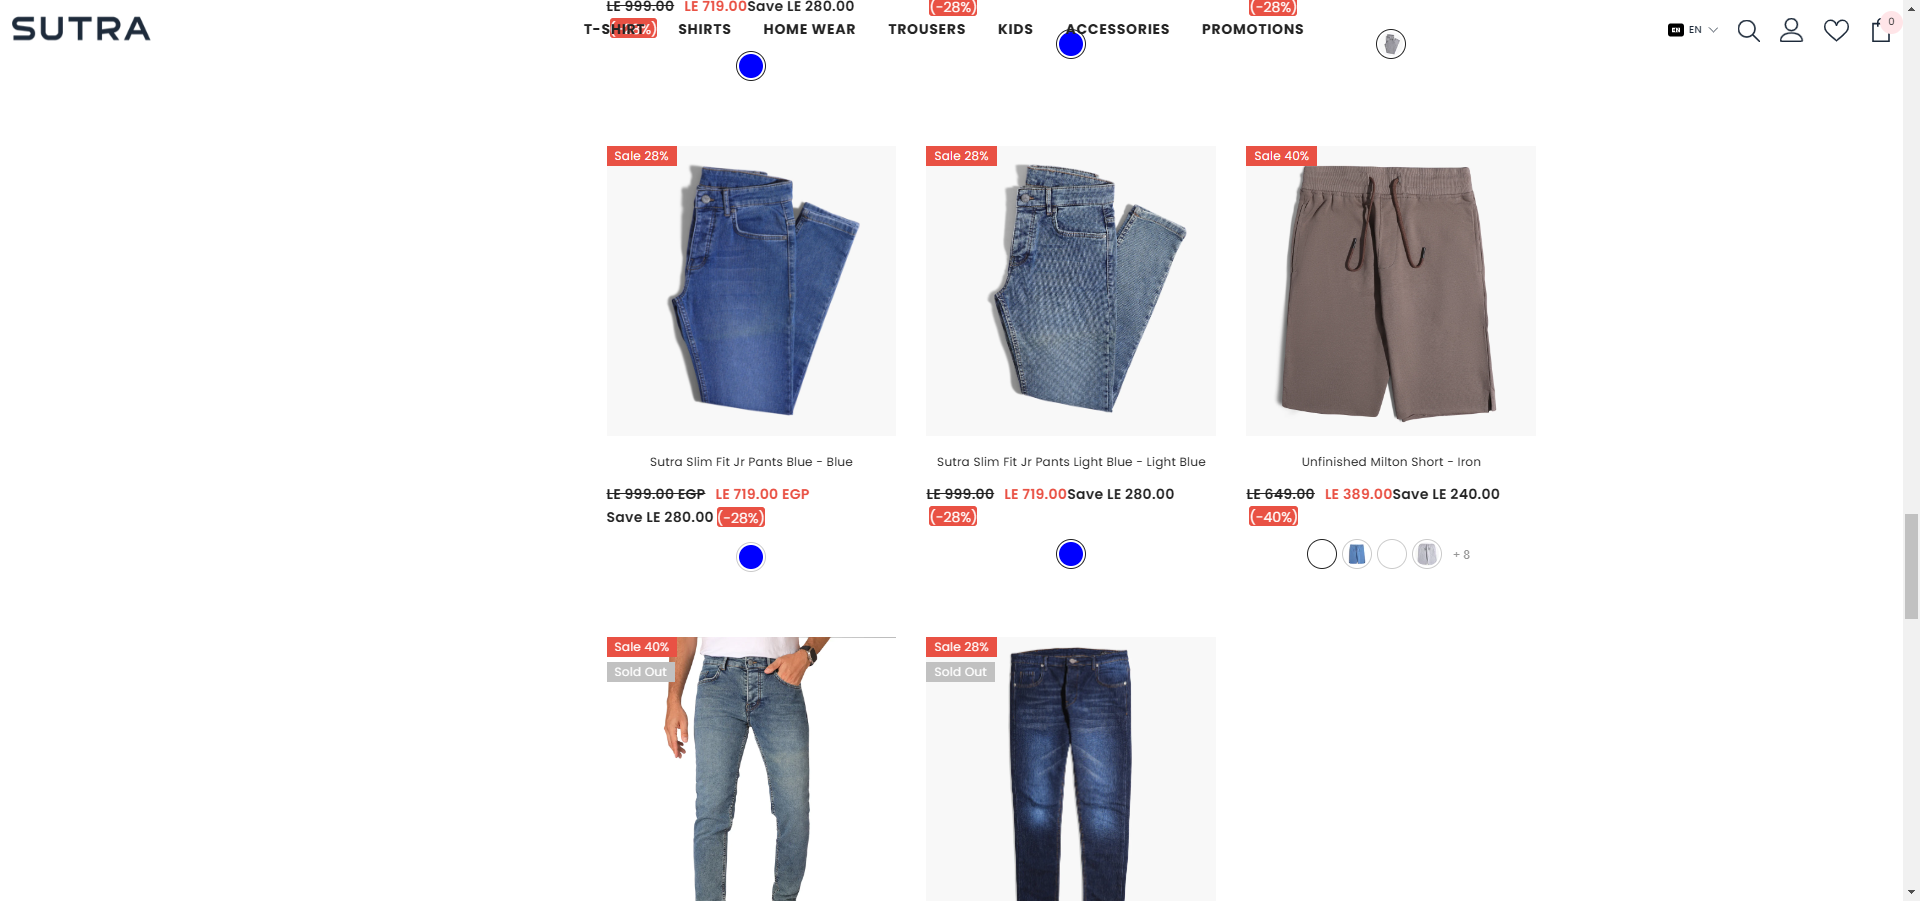 LE 999.00 LE 719.00Save LE 280.00
(-28%)
(-28%)
SUTRA
T-SHIRT SHIRTS HOME WEAR TROUSERS KIDS ACCESSORIES PROMOTIONS
EN EN
0
Sale 28%
Sale 28%
Sale 40%
Sutra Slim Fit Jr Pants Blue - Blue
Sutra Slim Fit Jr Pants Light Blue - Light Blue
Unfinished Milton Short - Iron
LE 999.00 EGP LE 719.00 EGP
Save LE 280.00 (-28%)
LE 999.00 LE 719.00Save LE 280.00
(-28%)
LE 649.00 LE 389.00Save LE 240.00
(-40%)
+ 8
Sale 40%
Sold Out
Sale 28%
Sold Out